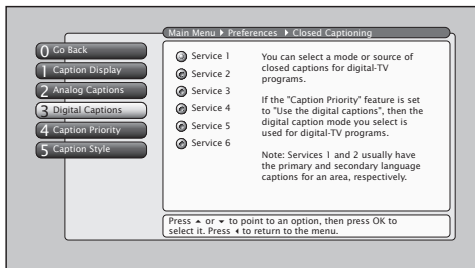 Main Menu ▶ Preferences ▶ Closed Captioning
0 Go Back
1 Caption Display
2 Analog Captions
3 Digital Captions
4 Caption Priority
5 Caption Style
Service 1
Service 2
Service 3
Service 4
Service 5
Service 6
You can select a mode or source of
closed captions for digital-TV
programs.
If the "Caption Priority" feature is set
to "Use the digital captions", then the
digital caption mode you select is
used for digital-TV programs.
Note: Services 1 and 2 usually have
the primary and secondary language
captions for an area, respectively.
Press ▲ or ▼ to point to an option, then press OK to
select it. Press ◀ to return to the menu.